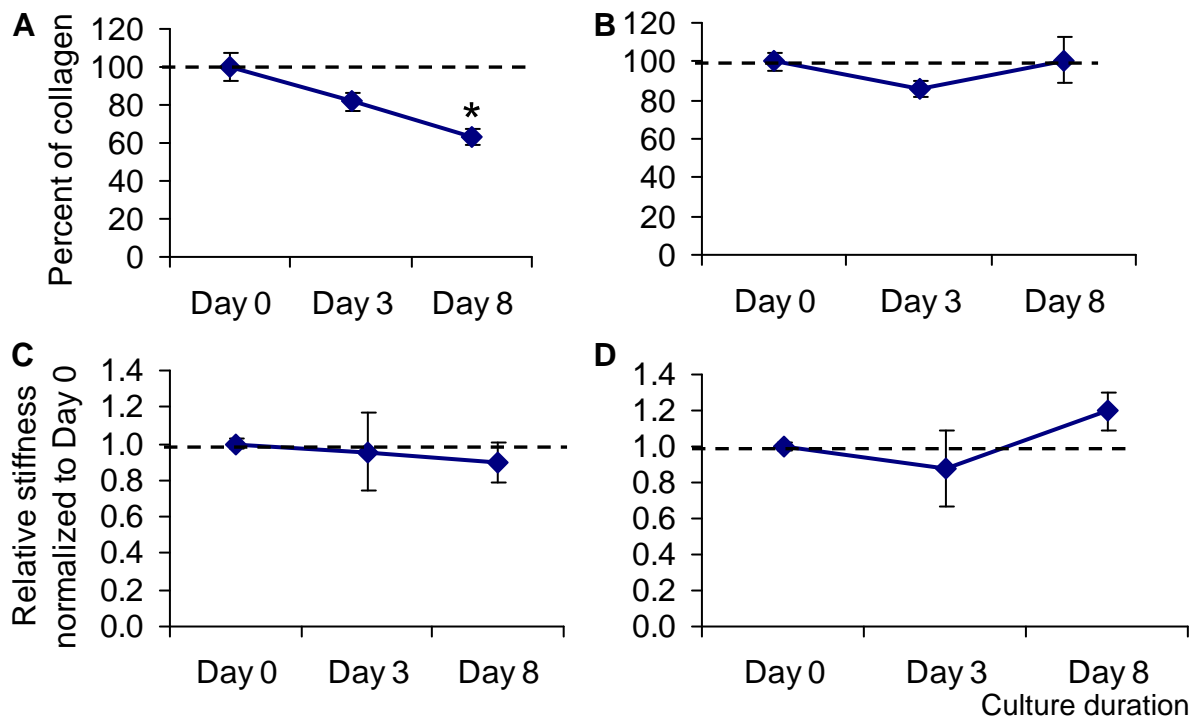 A
Percent of collagen
120
100
80
60
40
20
0
*
Day 0 Day 3 Day 8
B
120
100
80
60
40
20
0
Day 0 Day 3 Day 8
C
Relative stiffness
normalized to Day 0
1.4
1.2
1.0
0.8
0.6
0.4
0.2
0.0
Day 0 Day 3 Day 8
D
1.4
1.2
1.0
0.8
0.6
0.4
0.2
0.0
Day 0 Day 3 Day 8
Culture duration